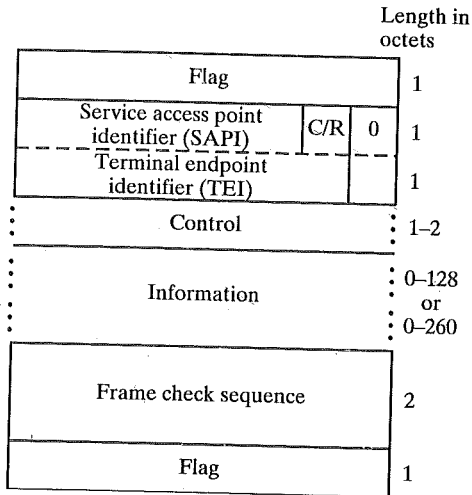 Length in
octets
Flag
1
Service access point
identifier (SAPI)
C/R
0
1
Terminal endpoint
identifier (TEI)
1
Control
1–2
Information
0–128
or
0–260
Frame check sequence
2
Flag
1